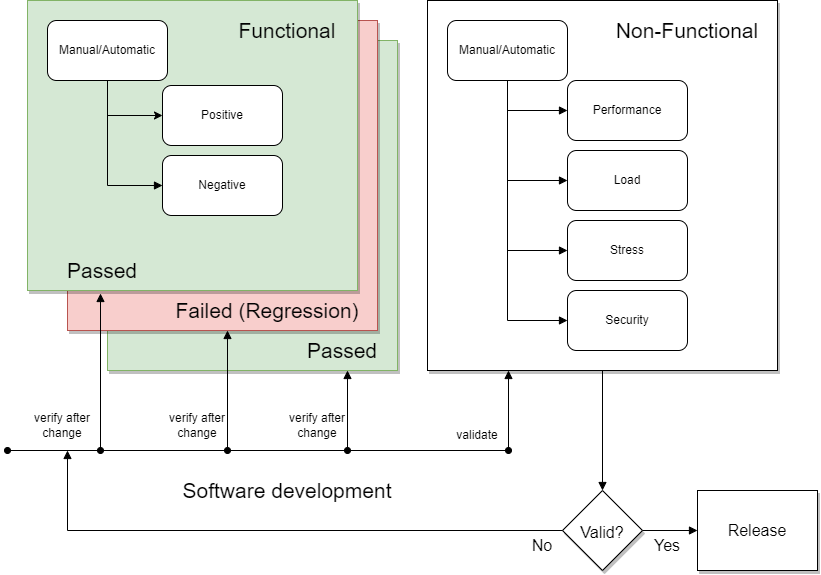 Functional
Manual/Automatic
Positive
Negative
Passed
Failed (Regression)
Passed
Non-Functional
Manual/Automatic
Performance
Load
Stress
Security
verify after
change
verify after
change
verify after
change
validate
Software development
Valid?
No
Yes
Release